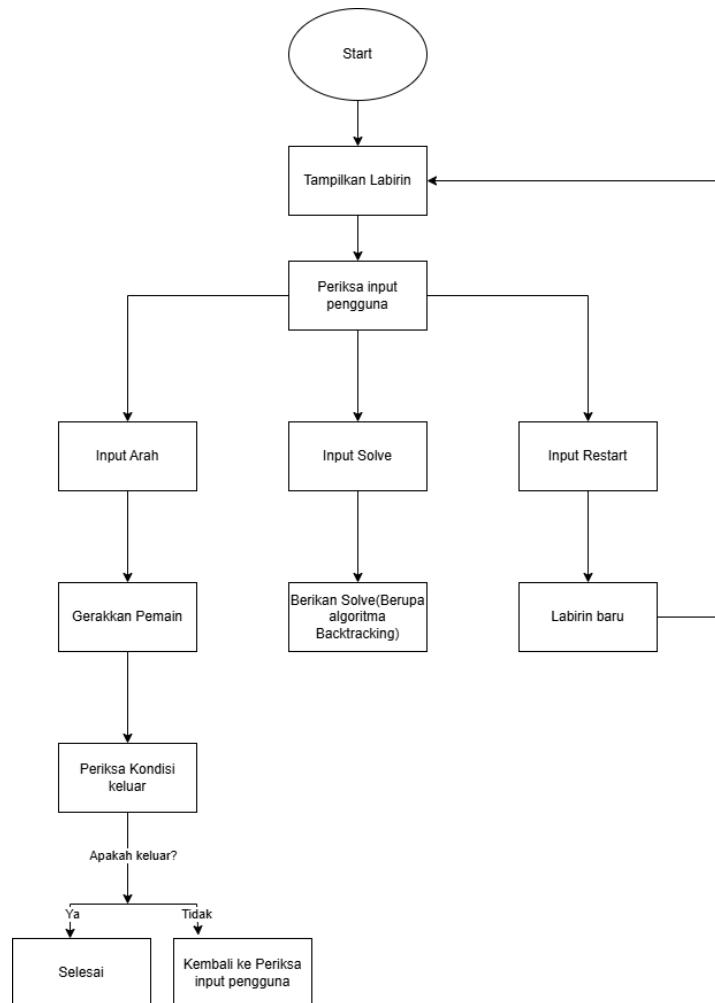 Start
Tampilkan Labirin
Periksa input
pengguna
Input Arah
Input Solve
Input Restart
Gerakkan Pemain
Berikan Solve(Berupa
algoritma
Backtracking)
Labirin baru
Periksa Kondisi
keluar
Apakah keluar?
Ya
Tidak
Selesai
Kembali ke Periksa
input pengguna